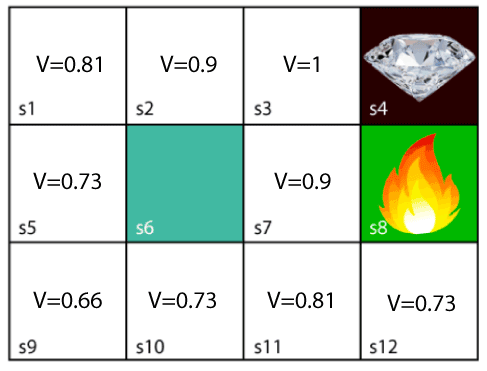 V=0.81
V=0.9
V=1
s1
s2
s3
s4
V=0.73
V=0.9
s5
s6
s7
s8
V=0.66
V=0.73
V=0.81
V=0.73
s9
s10
s11
s12